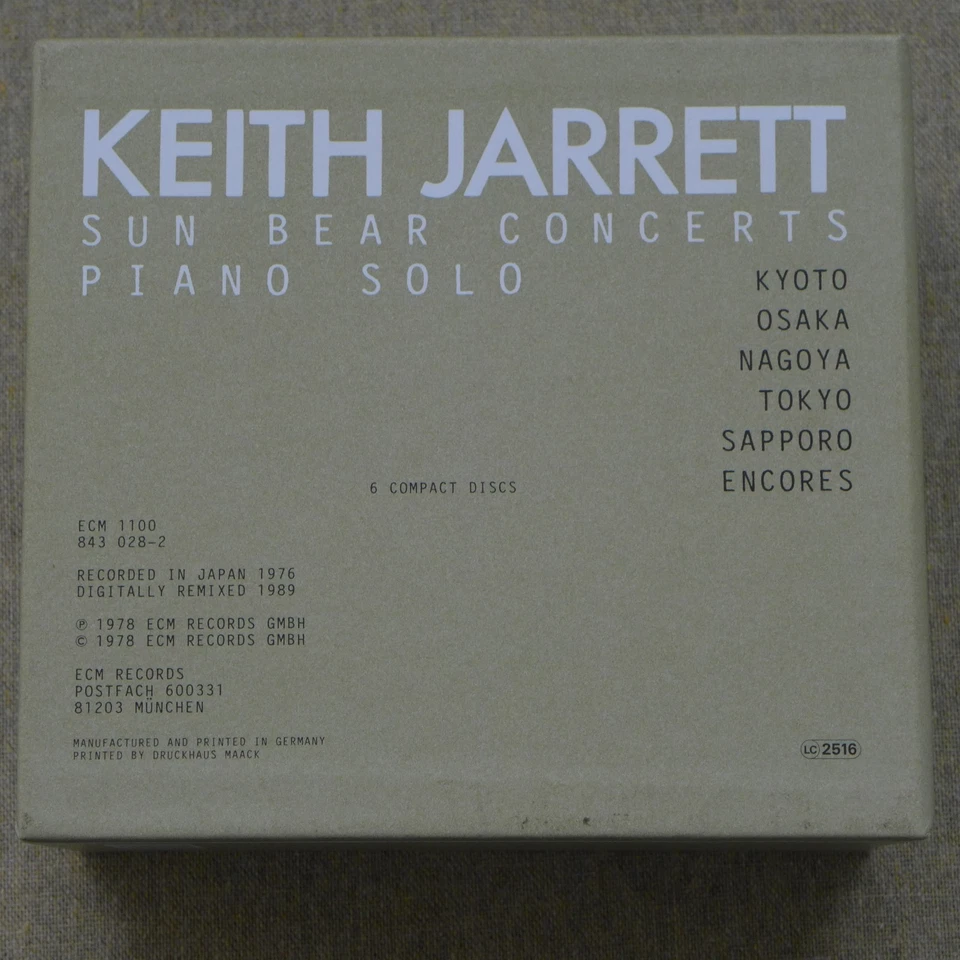 KEITH JARRETT
SUN BEAR CONCERTS
PIANO SOLO
KYOTO
OSAKA
NAGOYA
TOKYO
SAPPORO
ENCORES
6 COMPACT DISCS
ECM 1100
843 028-2
RECORDED IN JAPAN 1976
DIGITALLY REMIXED 1989
℗ 1978 ECM RECORDS GMBH
© 1978 ECM RECORDS GMBH
ECM RECORDS
POSTFACH 600331
81203 MÜNCHEN
MANUFACTURED AND PRINTED IN GERMANY
PRINTED BY DRUCKHAUS MAACK
LC 2516